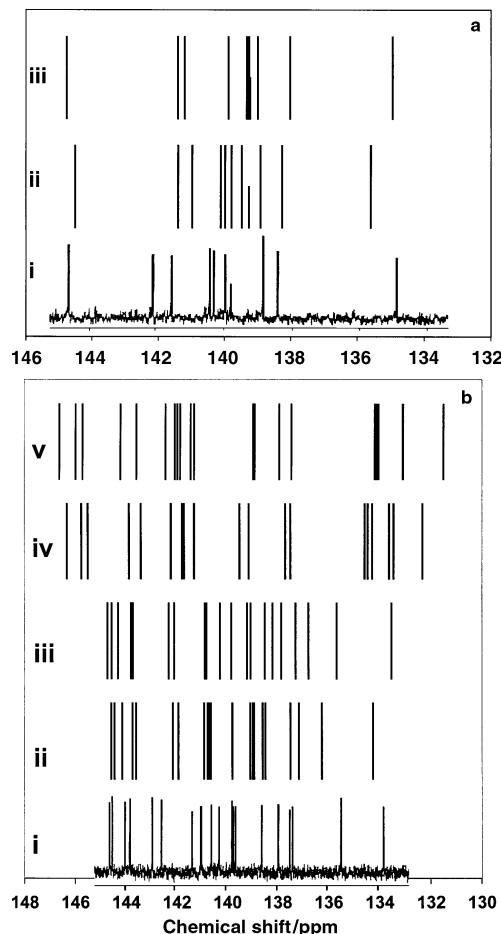 a
iii
ii
i
146 144 142 140 138 136 134 132
b
v
iv
iii
ii
i
148 146 144 142 140 138 136 134 132 130
Chemical shift/ppm